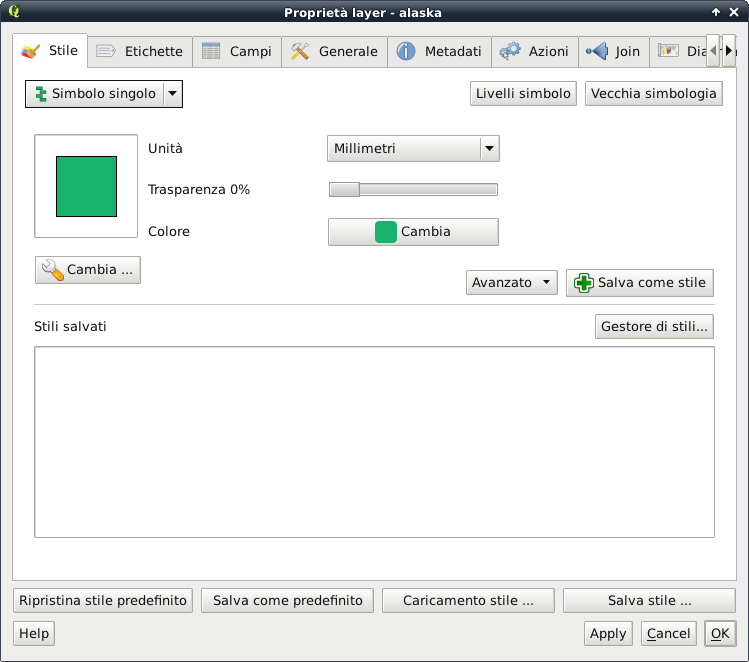 Proprietà layer - alaska
Stile Etichette Campi Generale Metadati Azioni Join
Simbolo singolo Livelli simbolo Vecchia simbologia
Unità Millimetri
Trasparenza 0%
Colore Cambia
Cambia ...
Avanzato Salva come stile
Stili salvati Gestore di stili...
Ripristina stile predefinito Salva come predefinito Caricamento stile ... Salva stile ...
Help Apply Cancel OK